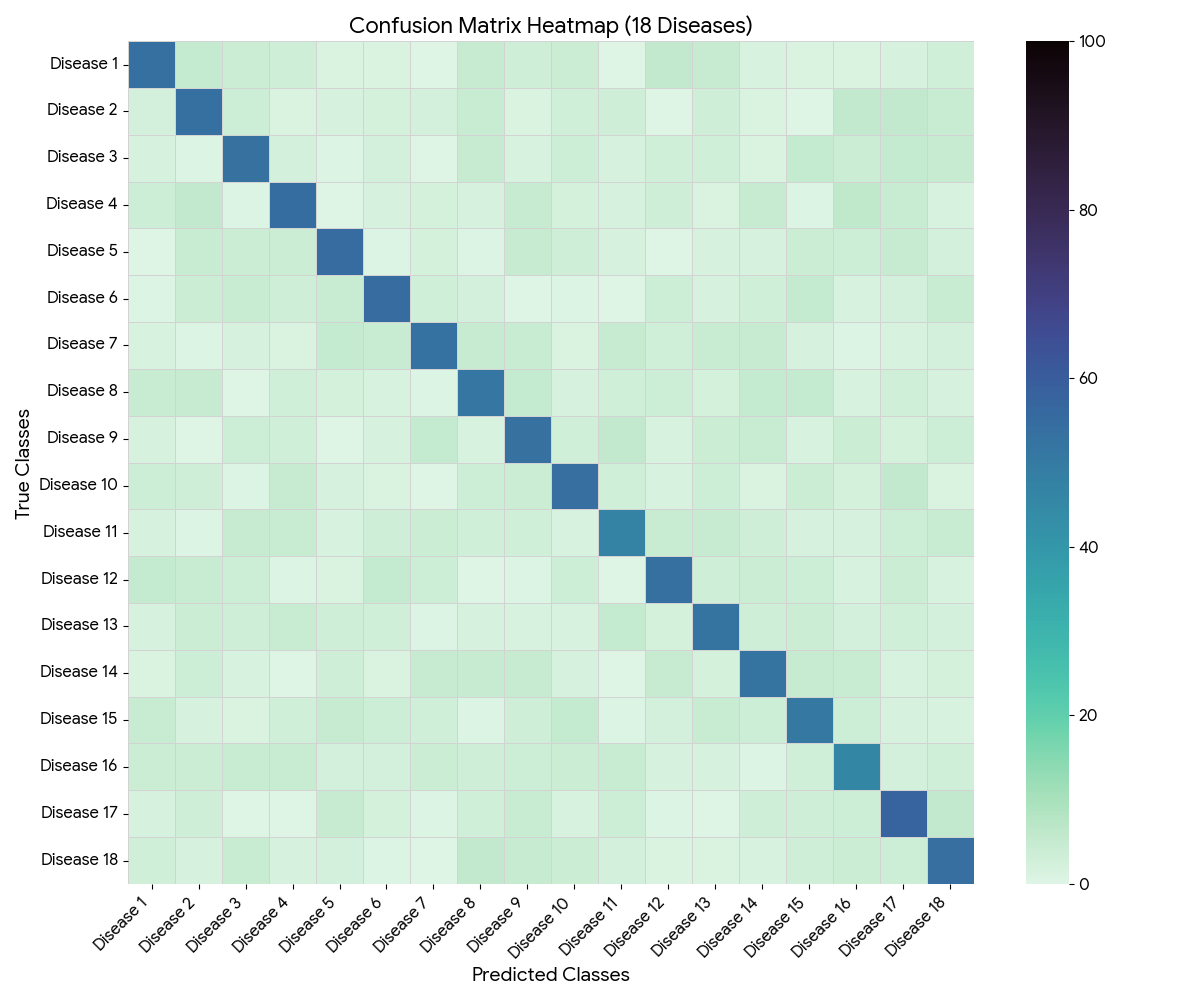 Confusion Matrix Heatmap (18 Diseases)
True Classes
Disease 1
Disease 2
Disease 3
Disease 4
Disease 5
Disease 6
Disease 7
Disease 8
Disease 9
Disease 10
Disease 11
Disease 12
Disease 13
Disease 14
Disease 15
Disease 16
Disease 17
Disease 18
Disease 1
Disease 2
Disease 3
Disease 4
Disease 5
Disease 6
Disease 7
Disease 8
Disease 9
Disease 10
Disease 11
Disease 12
Disease 13
Disease 14
Disease 15
Disease 16
Disease 17
Disease 18
Predicted Classes
100
80
60
40
20
0